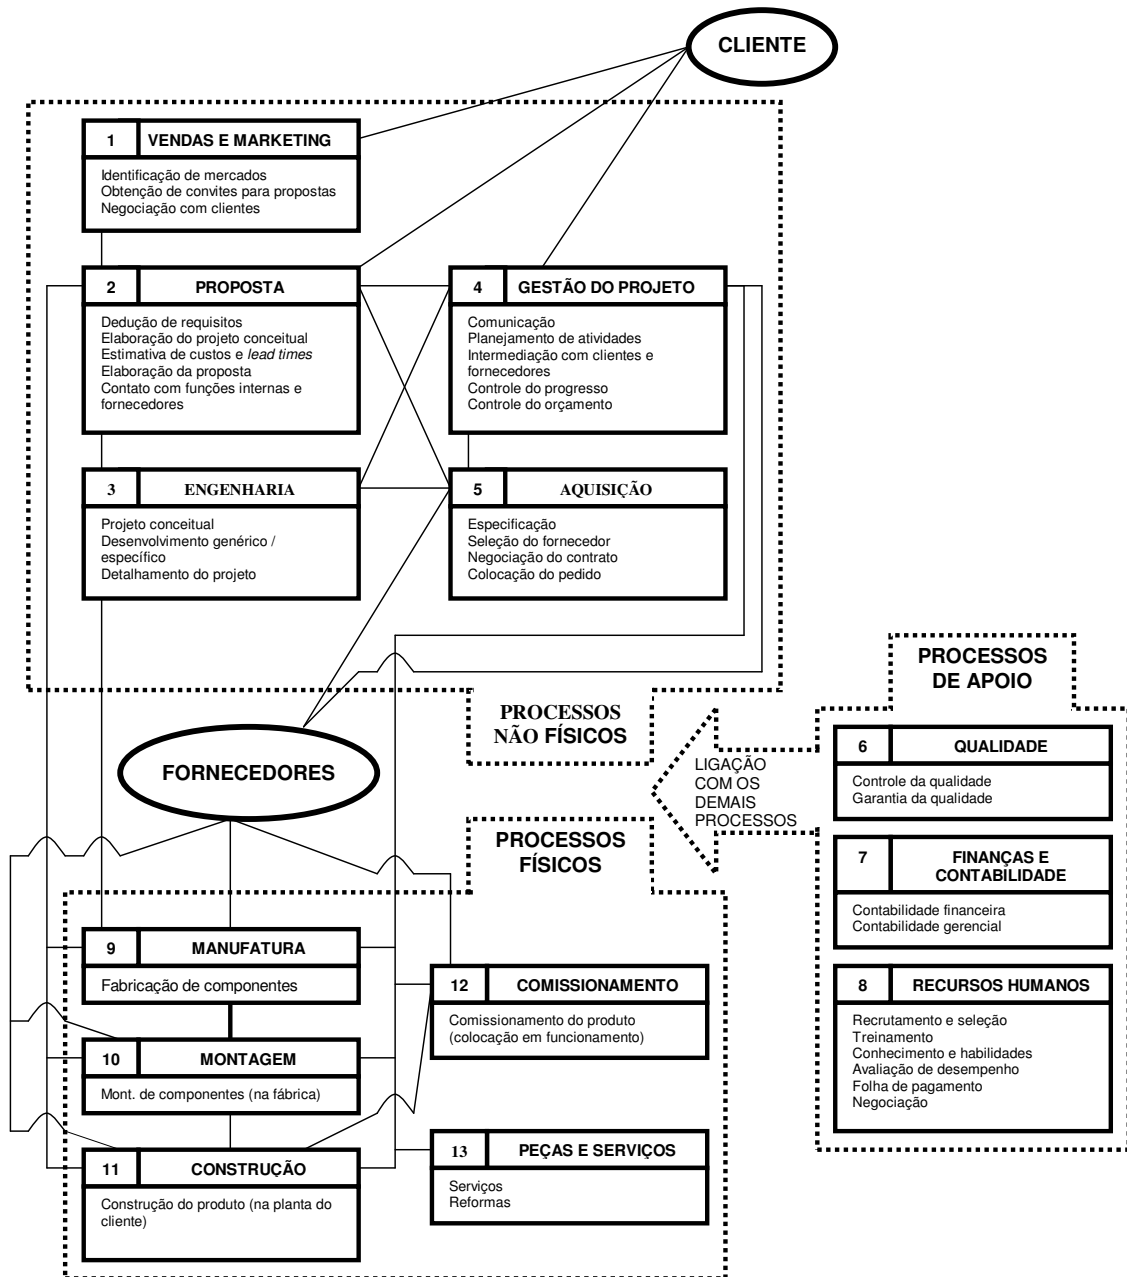 CLIENTE
1 VENDAS E MARKETING
Identificação de mercados
Obtenção de convites para propostas
Negociação com clientes
2 PROPOSTA
Dedução de requisitos
Elaboração do projeto conceitual
Estimativa de custos e lead times
Elaboração da proposta
Contato com funções internas e
fornecedores
4 GESTÃO DO PROJETO
Comunicação
Planejamento de atividades
Intermediação com clientes e
fornecedores
Controle do progresso
Controle do orçamento
3 ENGENHARIA
Projeto conceitual
Desenvolvimento genérico /
específico
Detalhamento do projeto
5 AQUISIÇÃO
Especificação
Seleção do fornecedor
Negociação do contrato
Colocação do pedido
PROCESSOS
NÃO FÍSICOS
FORNECEDORES
PROCESSOS
DE APOIO
LIGAÇÃO
COM OS
DEMAIS
PROCESSOS
6 QUALIDADE
Controle da qualidade
Garantia da qualidade
7 FINANÇAS E
CONTABILIDADE
Contabilidade financeira
Contabilidade gerencial
8 RECURSOS HUMANOS
Recrutamento e seleção
Treinamento
Conhecimento e habilidades
Avaliação de desempenho
Folha de pagamento
Negociação
PROCESSOS
FÍSICOS
9 MANUFATURA
Fabricação de componentes
10 MONTAGEM
Mont. de componentes (na fábrica)
11 CONSTRUÇÃO
Construção do produto (na planta do
cliente)
12 COMISSIONAMENTO
Comissionamento do produto
(colocação em funcionamento)
13 PEÇAS E SERVIÇOS
Serviços
Reformas